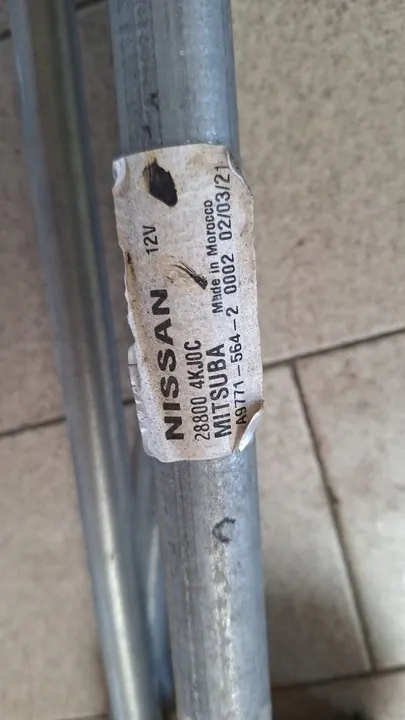 NISSAN 12V
28800 4KJ0C
MITSUBA Made in Morocco
A9771-564-2 0002 02/03/21